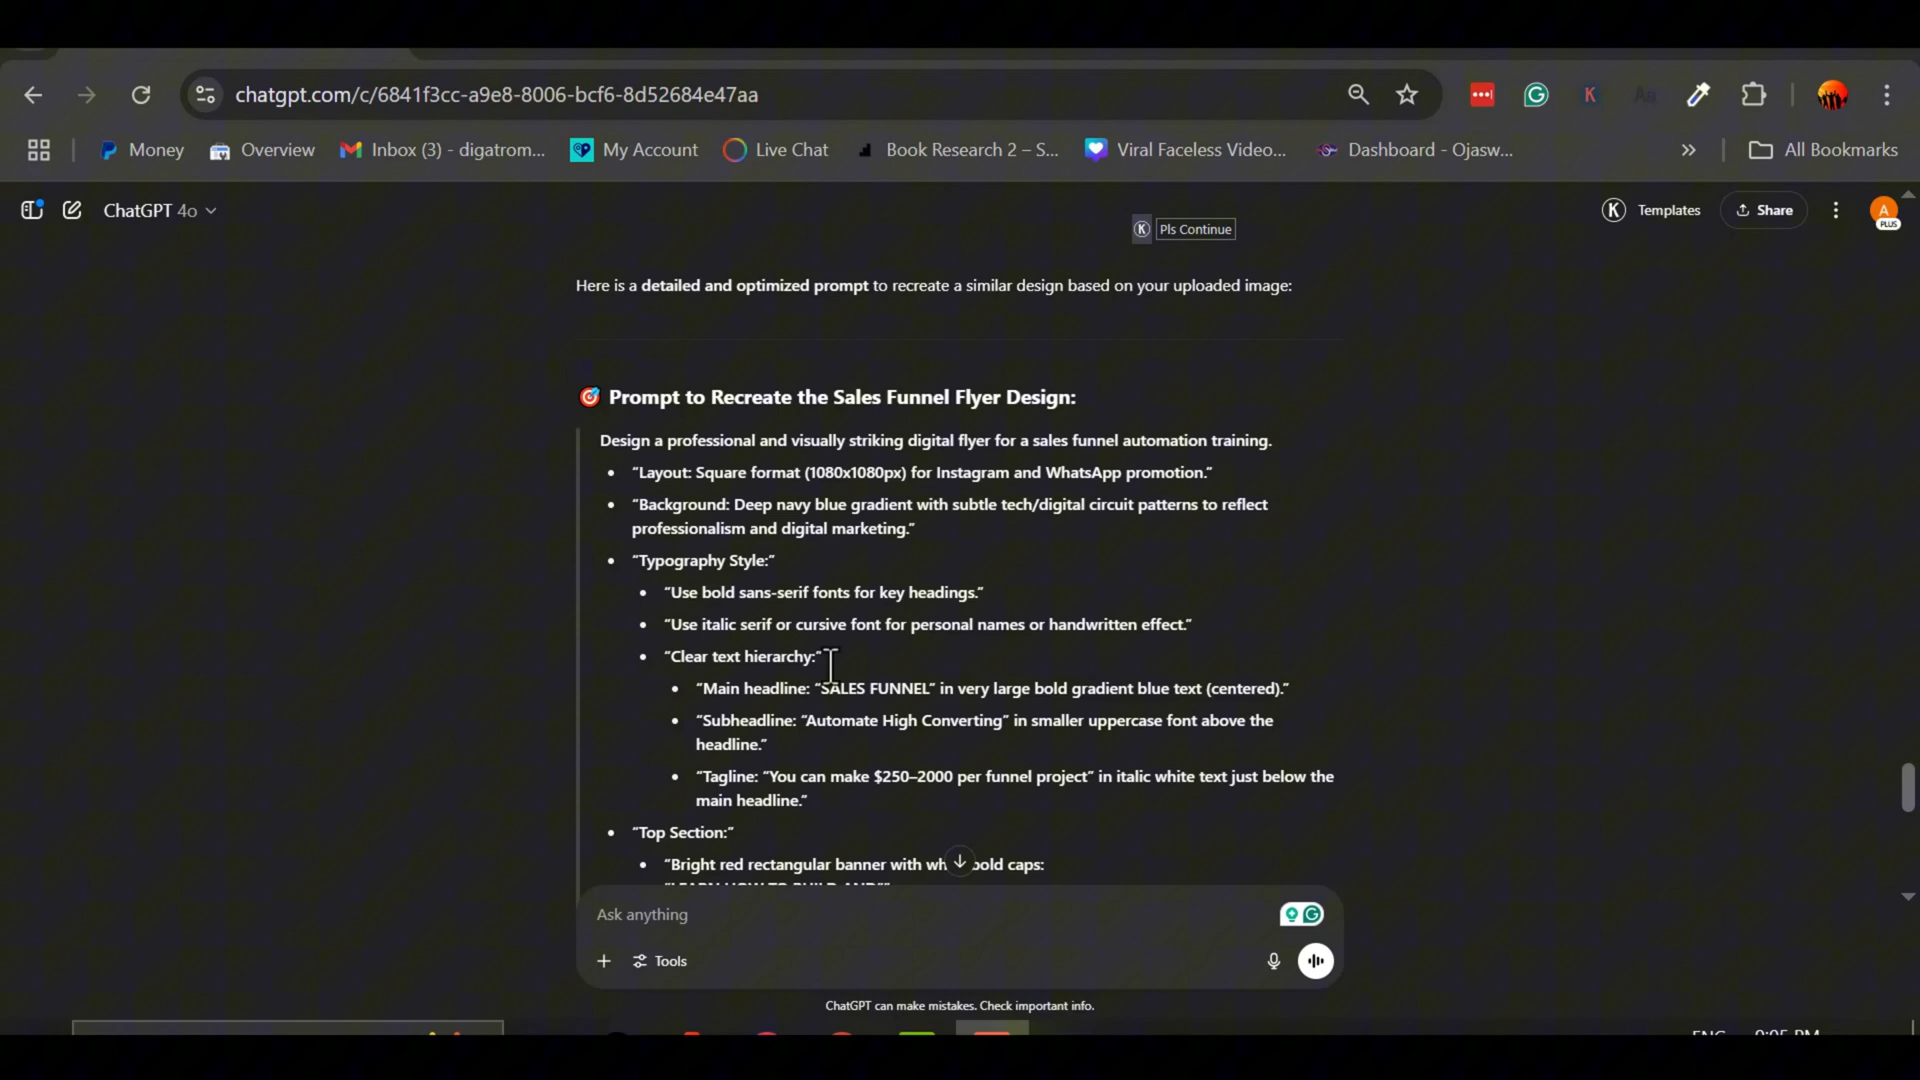 chatgpt.com/c/6841f3cc-a9e8-8006-bcf6-8d52684e47aa
Money Overview Inbox (3) - digatrom... My Account Live Chat Book Research 2 – S... Viral Faceless Video... Dashboard - Ojasw... » All Bookmarks
ChatGPT 4o K Templates Share A PLUS
K Pls Continue
Here is a detailed and optimized prompt to recreate a similar design based on your uploaded image:
Prompt to Recreate the Sales Funnel Flyer Design:
Design a professional and visually striking digital flyer for a sales funnel automation training.
• “Layout: Square format (1080x1080px) for Instagram and WhatsApp promotion.”
• “Background: Deep navy blue gradient with subtle tech/digital circuit patterns to reflect
professionalism and digital marketing.”
• “Typography Style:”
• “Use bold sans-serif fonts for key headings.”
• “Use italic serif or cursive font for personal names or handwritten effect.”
• “Clear text hierarchy:”
• “Main headline: “SALES FUNNEL” in very large bold gradient blue text (centered).”
• “Subheadline: “Automate High Converting” in smaller uppercase font above the
headline.”
• “Tagline: “You can make $250–2000 per funnel project” in italic white text just below the
main headline.”
• “Top Section:”
• “Bright red rectangular banner with bold caps:
Ask anything
Tools
ChatGPT can make mistakes. Check important info.